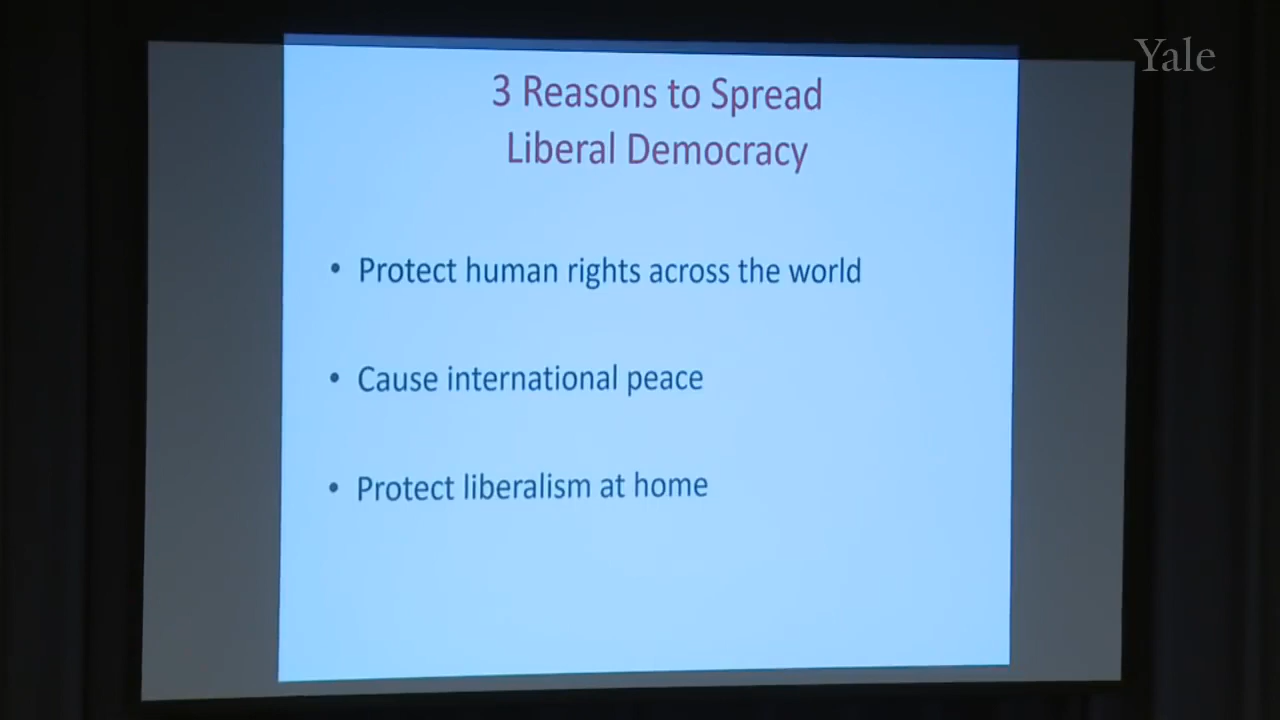 Yale
3 Reasons to Spread
Liberal Democracy
• Protect human rights across the world
• Cause international peace
• Protect liberalism at home